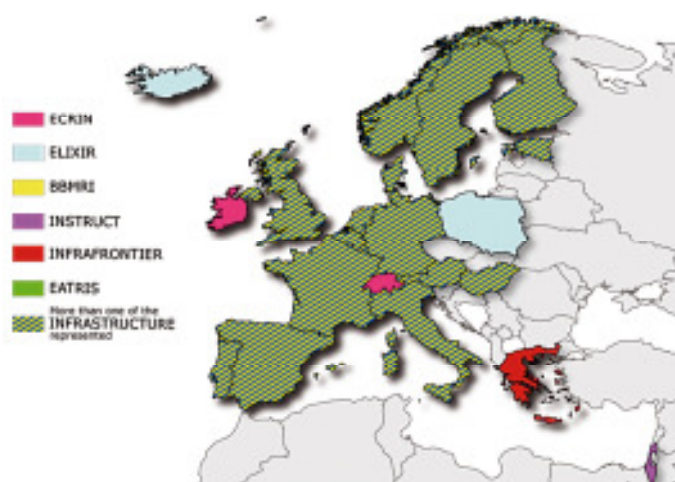 ECRIN
ELIXIR
BBMRI
INSTRUCT
INFRAFRONTIER
EATRIS
More than one of the
INFRASTRUCTURE
represented